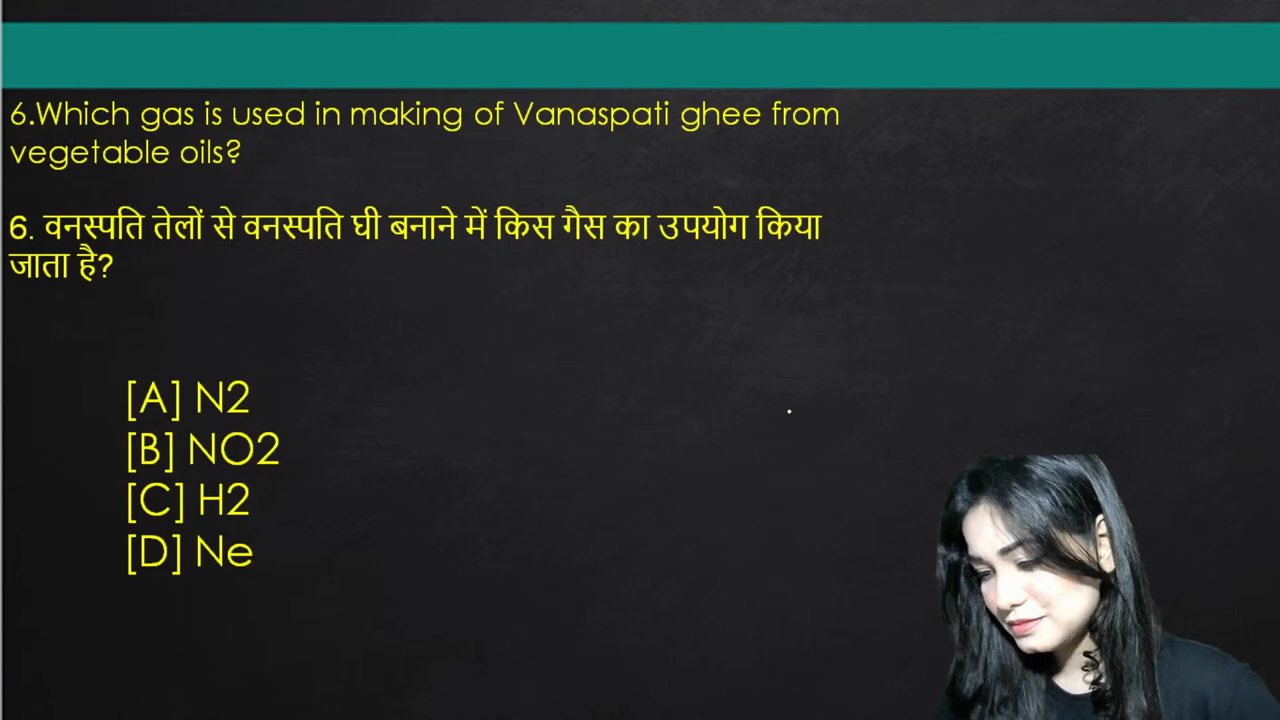 6.Which gas is used in making of Vanaspati ghee from
vegetable oils?
6. वनस्पति तेलों से वनस्पति घी बनाने में किस गैस का उपयोग किया
जाता है?
[A] N2
[B] NO2
[C] H2
[D] Ne